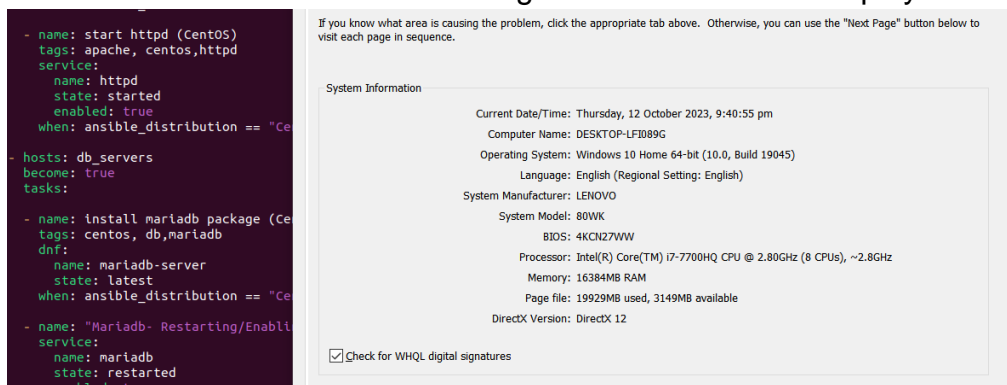 - name: start httpd (CentOS)
tags: apache, centos,httpd
service:
name: httpd
state: started
enabled: true
when: ansible_distribution == "Ce
- hosts: db_servers
become: true
tasks:
- name: install mariadb package (Ce
tags: centos, db,mariadb
dnf:
name: mariadb-server
state: latest
when: ansible_distribution == "Ce
- name: "Mariadb- Restarting/Enabli
service:
name: mariadb
state: restarted
If you know what area is causing the problem, click the appropriate tab above. Otherwise, you can use the "Next Page" button below to
visit each page in sequence.
System Information
Current Date/Time: Thursday, 12 October 2023, 9:40:55 pm
Computer Name: DESKTOP-LFI089G
Operating System: Windows 10 Home 64-bit (10.0, Build 19045)
Language: English (Regional Setting: English)
System Manufacturer: LENOVO
System Model: 80WK
BIOS: 4KCN27WW
Processor: Intel(R) Core(TM) i7-7700HQ CPU @ 2.80GHz (8 CPUs), ~2.8GHz
Memory: 16384MB RAM
Page file: 19929MB used, 3149MB available
DirectX Version: DirectX 12
Check for WHQL digital signatures